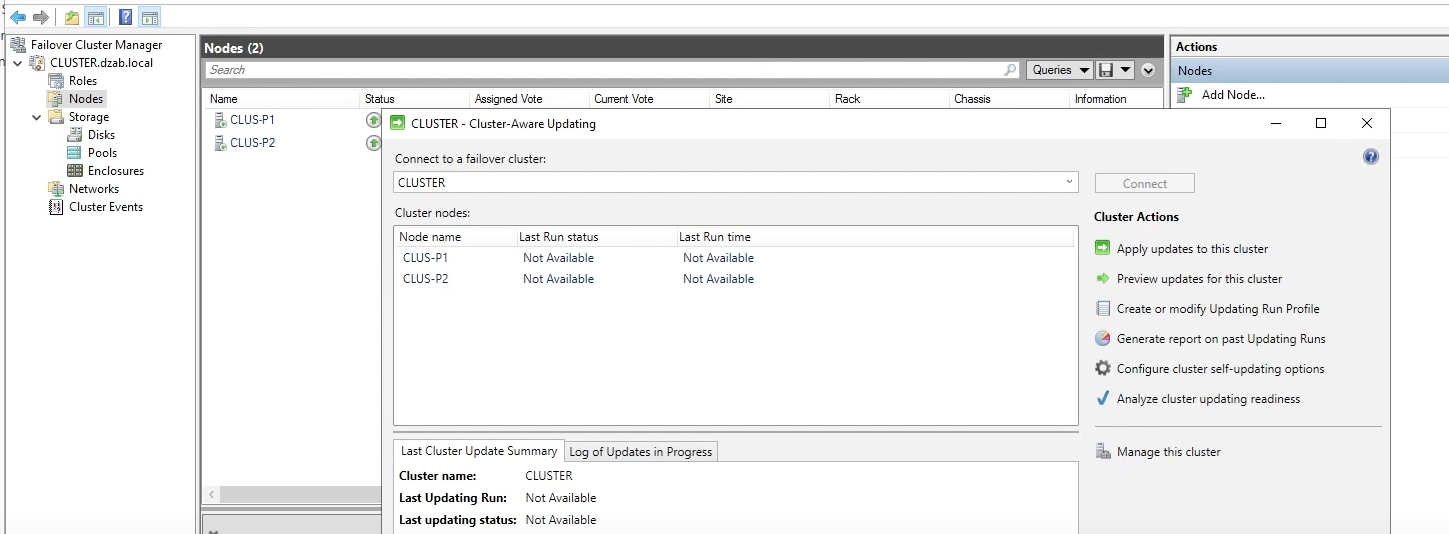 Failover Cluster Manager
CLUSTER.dzab.local
Roles
Nodes
Storage
Disks
Pools
Enclosures
Networks
Cluster Events
Nodes (2)
Search
Queries
Name Status Assigned Vote Current Vote Site Rack Chassis Information
CLUS-P1
CLUS-P2
Actions
Nodes
Add Node...
CLUSTER - Cluster-Aware Updating
Connect to a failover cluster:
CLUSTER
Connect
Cluster nodes:
Node name Last Run status Last Run time
CLUS-P1 Not Available Not Available
CLUS-P2 Not Available Not Available
Cluster Actions
Apply updates to this cluster
Preview updates for this cluster
Create or modify Updating Run Profile
Generate report on past Updating Runs
Configure cluster self-updating options
Analyze cluster updating readiness
Manage this cluster
Last Cluster Update Summary Log of Updates in Progress
Cluster name: CLUSTER
Last Updating Run: Not Available
Last updating status: Not Available